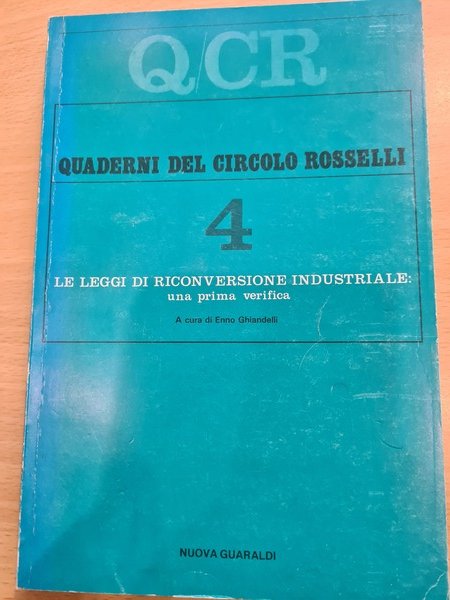 Q/CR
QUADERNI DEL CIRCOLO ROSSELLI
4
LE LEGGI DI RICONVERSIONE INDUSTRIALE:
una prima verifica
A cura di Enno Ghiandelli
NUOVA GUARALDI